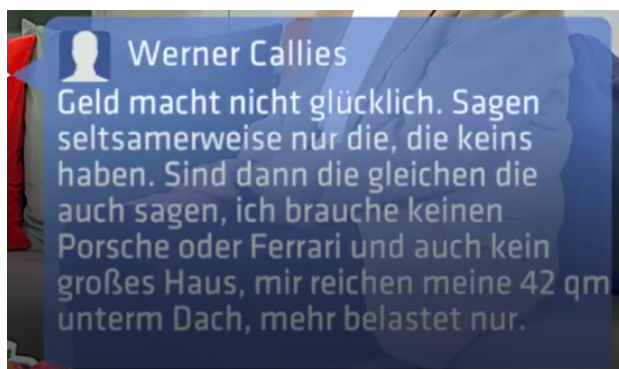 Werner Callies
Geld macht nicht glücklich. Sagen
seltsamerweise nur die, die keins
haben. Sind dann die gleichen die
auch sagen, ich brauche keinen
Porsche oder Ferrari und auch kein
großes Haus, mir reichen meine 42 qm
unterm Dach, mehr belastet nur.